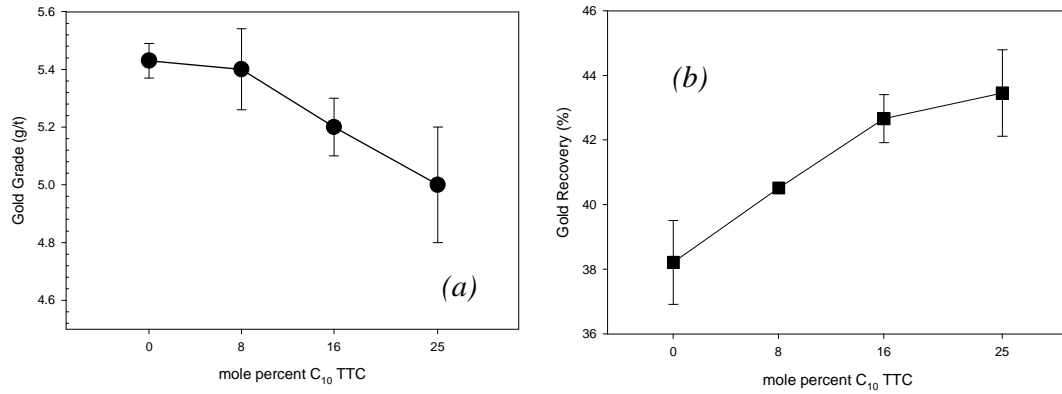 5.6
5.4
5.2
5.0
4.8
4.6
Gold Grade (g/t)
0 8 16 25
mole percent C₁₀ TTC
(a)
46
44
42
40
38
36
Gold Recovery (%)
0 8 16 25
mole percent C₁₀ TTC
(b)